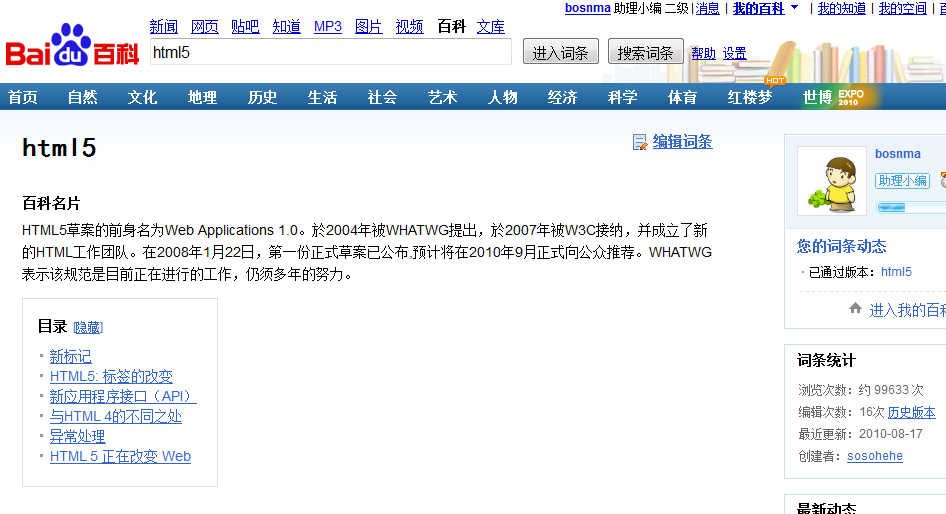 bosnma 助理小编 二级 | 消息 | 我的百科 | 我的知道 | 我的空间 |
新闻 网页 贴吧 知道 MP3 图片 视频 百科 文库
Bai du 百科
html5 进入词条 搜索词条 帮助 设置
HOT
首页 自然 文化 地理 历史 生活 社会 艺术 人物 经济 科学 体育 红楼梦 世博 EXPO 2010
html5
编辑词条
百科名片
HTML5草案的前身名为Web Applications 1.0。於2004年被WHATWG提出，於2007年被W3C接纳，并成立了新
的HTML工作团队。在2008年1月22日，第一份正式草案已公布,预计将在2010年9月正式向公众推荐。WHATWG
表示该规范是目前正在进行的工作，仍须多年的努力。
目录 [隐藏]
新标记
HTML5: 标签的改变
新应用程序接口（API）
与HTML 4的不同之处
异常处理
HTML 5 正在改变 Web
bosnma
助理小编
您的词条动态
· 已通过版本：html5
进入我的百科
词条统计
浏览次数：约 99633 次
编辑次数：16次 历史版本
最近更新：2010-08-17
创建者：sosohehe
最新动态